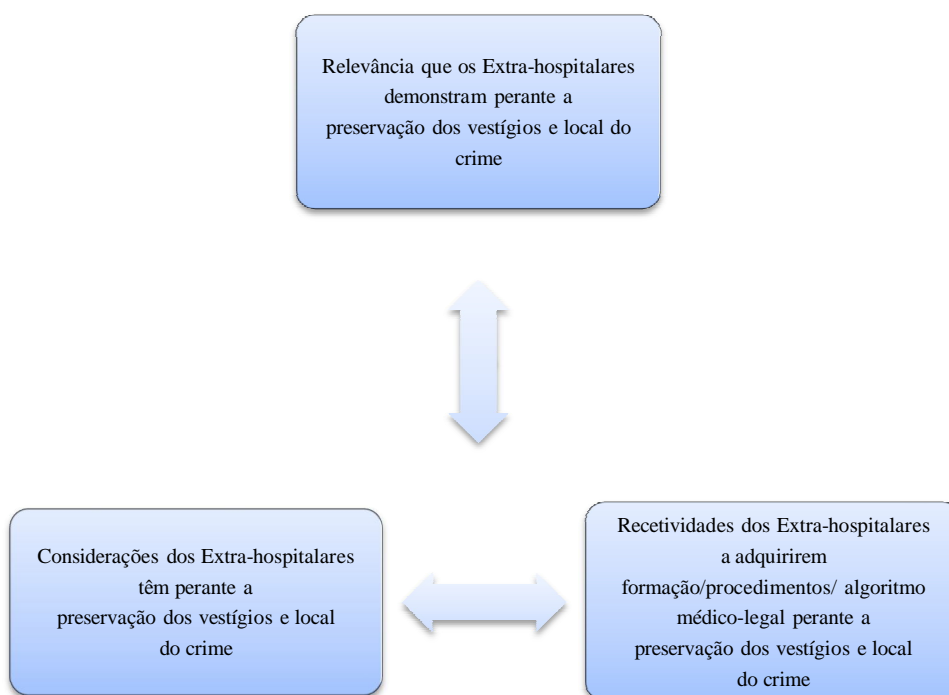 Relevância que os Extra-hospitalares
demonstram perante a
preservação dos vestígios e local do
crime
Considerações dos Extra-hospitalares
têm perante a
preservação dos vestígios e local
do crime
Recetividades dos Extra-hospitalares
a adquirirem
formação/procedimentos/ algoritmo
médico-legal perante a
preservação dos vestígios e local
do crime